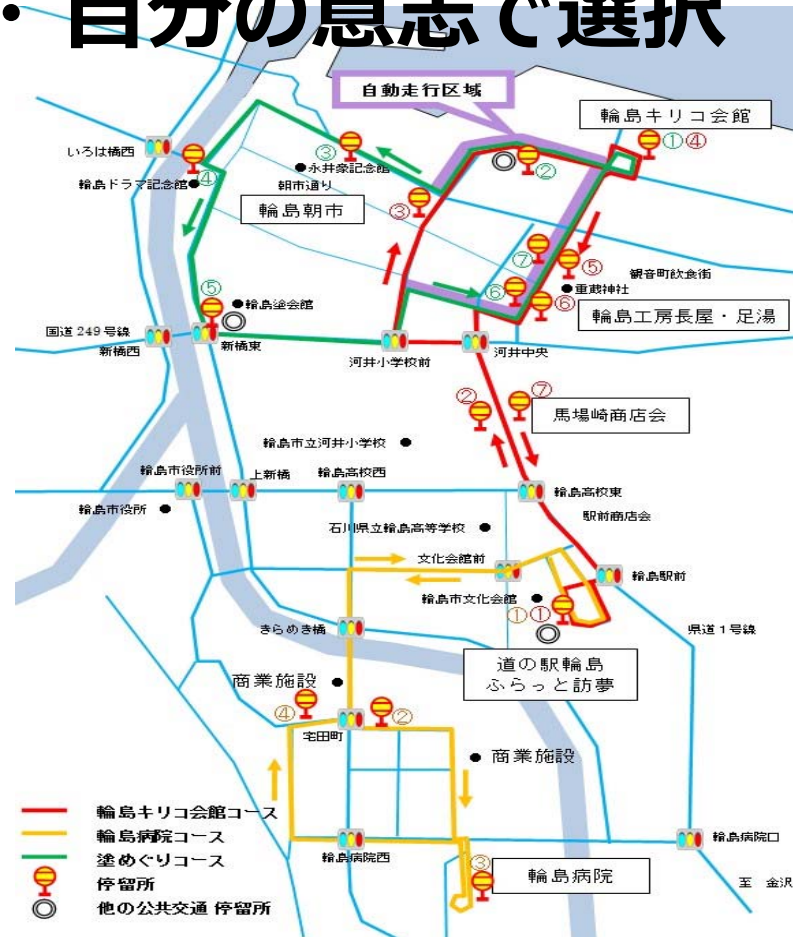 ・自分の意志で選択
自動走行区域
輪島キリコ会館
①④
いろは橋西
③
永井豪記念館
②
④
輪島ドラマ記念館
朝市通り
③
輪島朝市
⑦
⑤
観音町飲食街
⑤
輪島塗会館
⑥
重蔵神社
⑥
輪島工房長屋・足湯
国道249号線
新橋西
新橋東
河井小学校前
河井中央
②
⑦
馬場崎商店会
輪島市立河井小学校
輪島市役所前
上新橋
輪島高校西
輪島高校東
輪島市役所
駅前商店会
石川県立輪島高等学校
文化会館前
輪島駅前
輪島市文化会館
①①
きらめき橋
県道1号線
道の駅輪島
ふらっと訪夢
商業施設
④
②
宅田町
商業施設
輪島キリコ会館コース
輪島病院コース
塗めぐりコース
停留所
他の公共交通 停留所
輪島病院西
輪島病院口
③
輪島病院
至 金沢